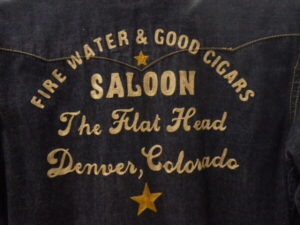 FIRE WATER & GOOD CIGARS
SALOON
The Flat Head
Denver, Colorado